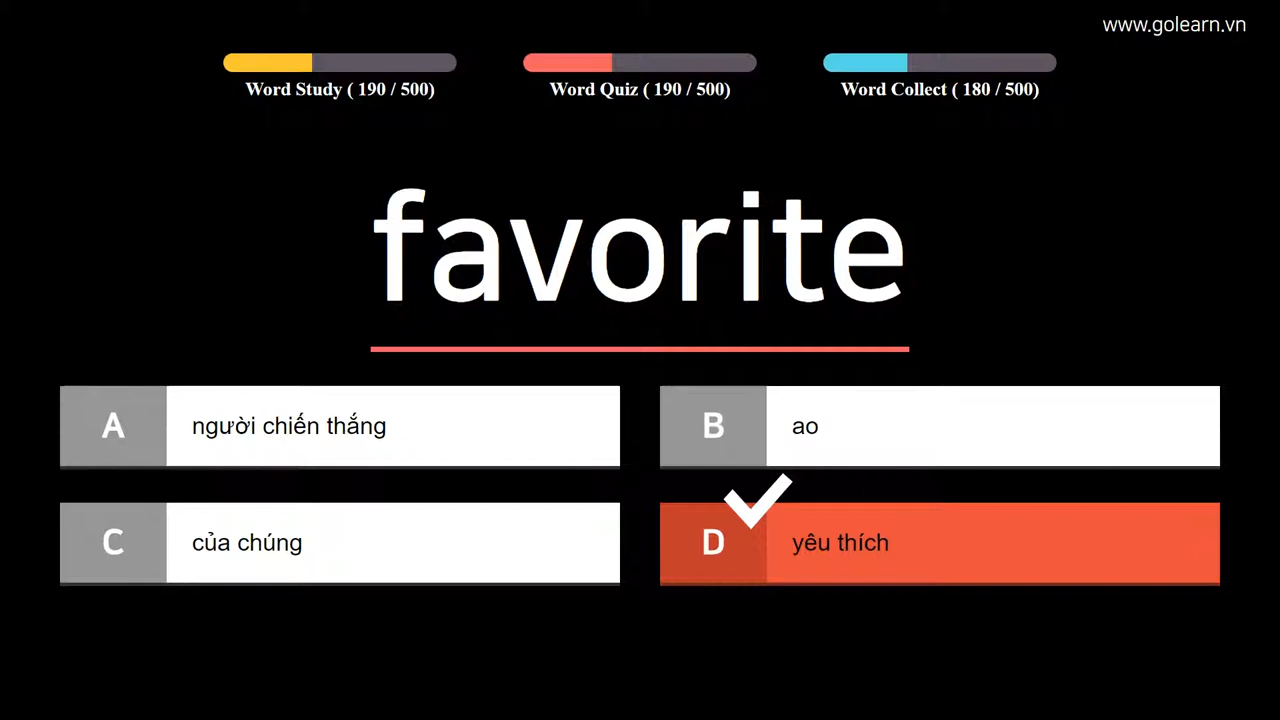 www.golearn.vn
Word Study ( 190 / 500)
Word Quiz ( 190 / 500)
Word Collect ( 180 / 500)
favorite
A người chiến thắng
B ao
C của chúng
D yêu thích